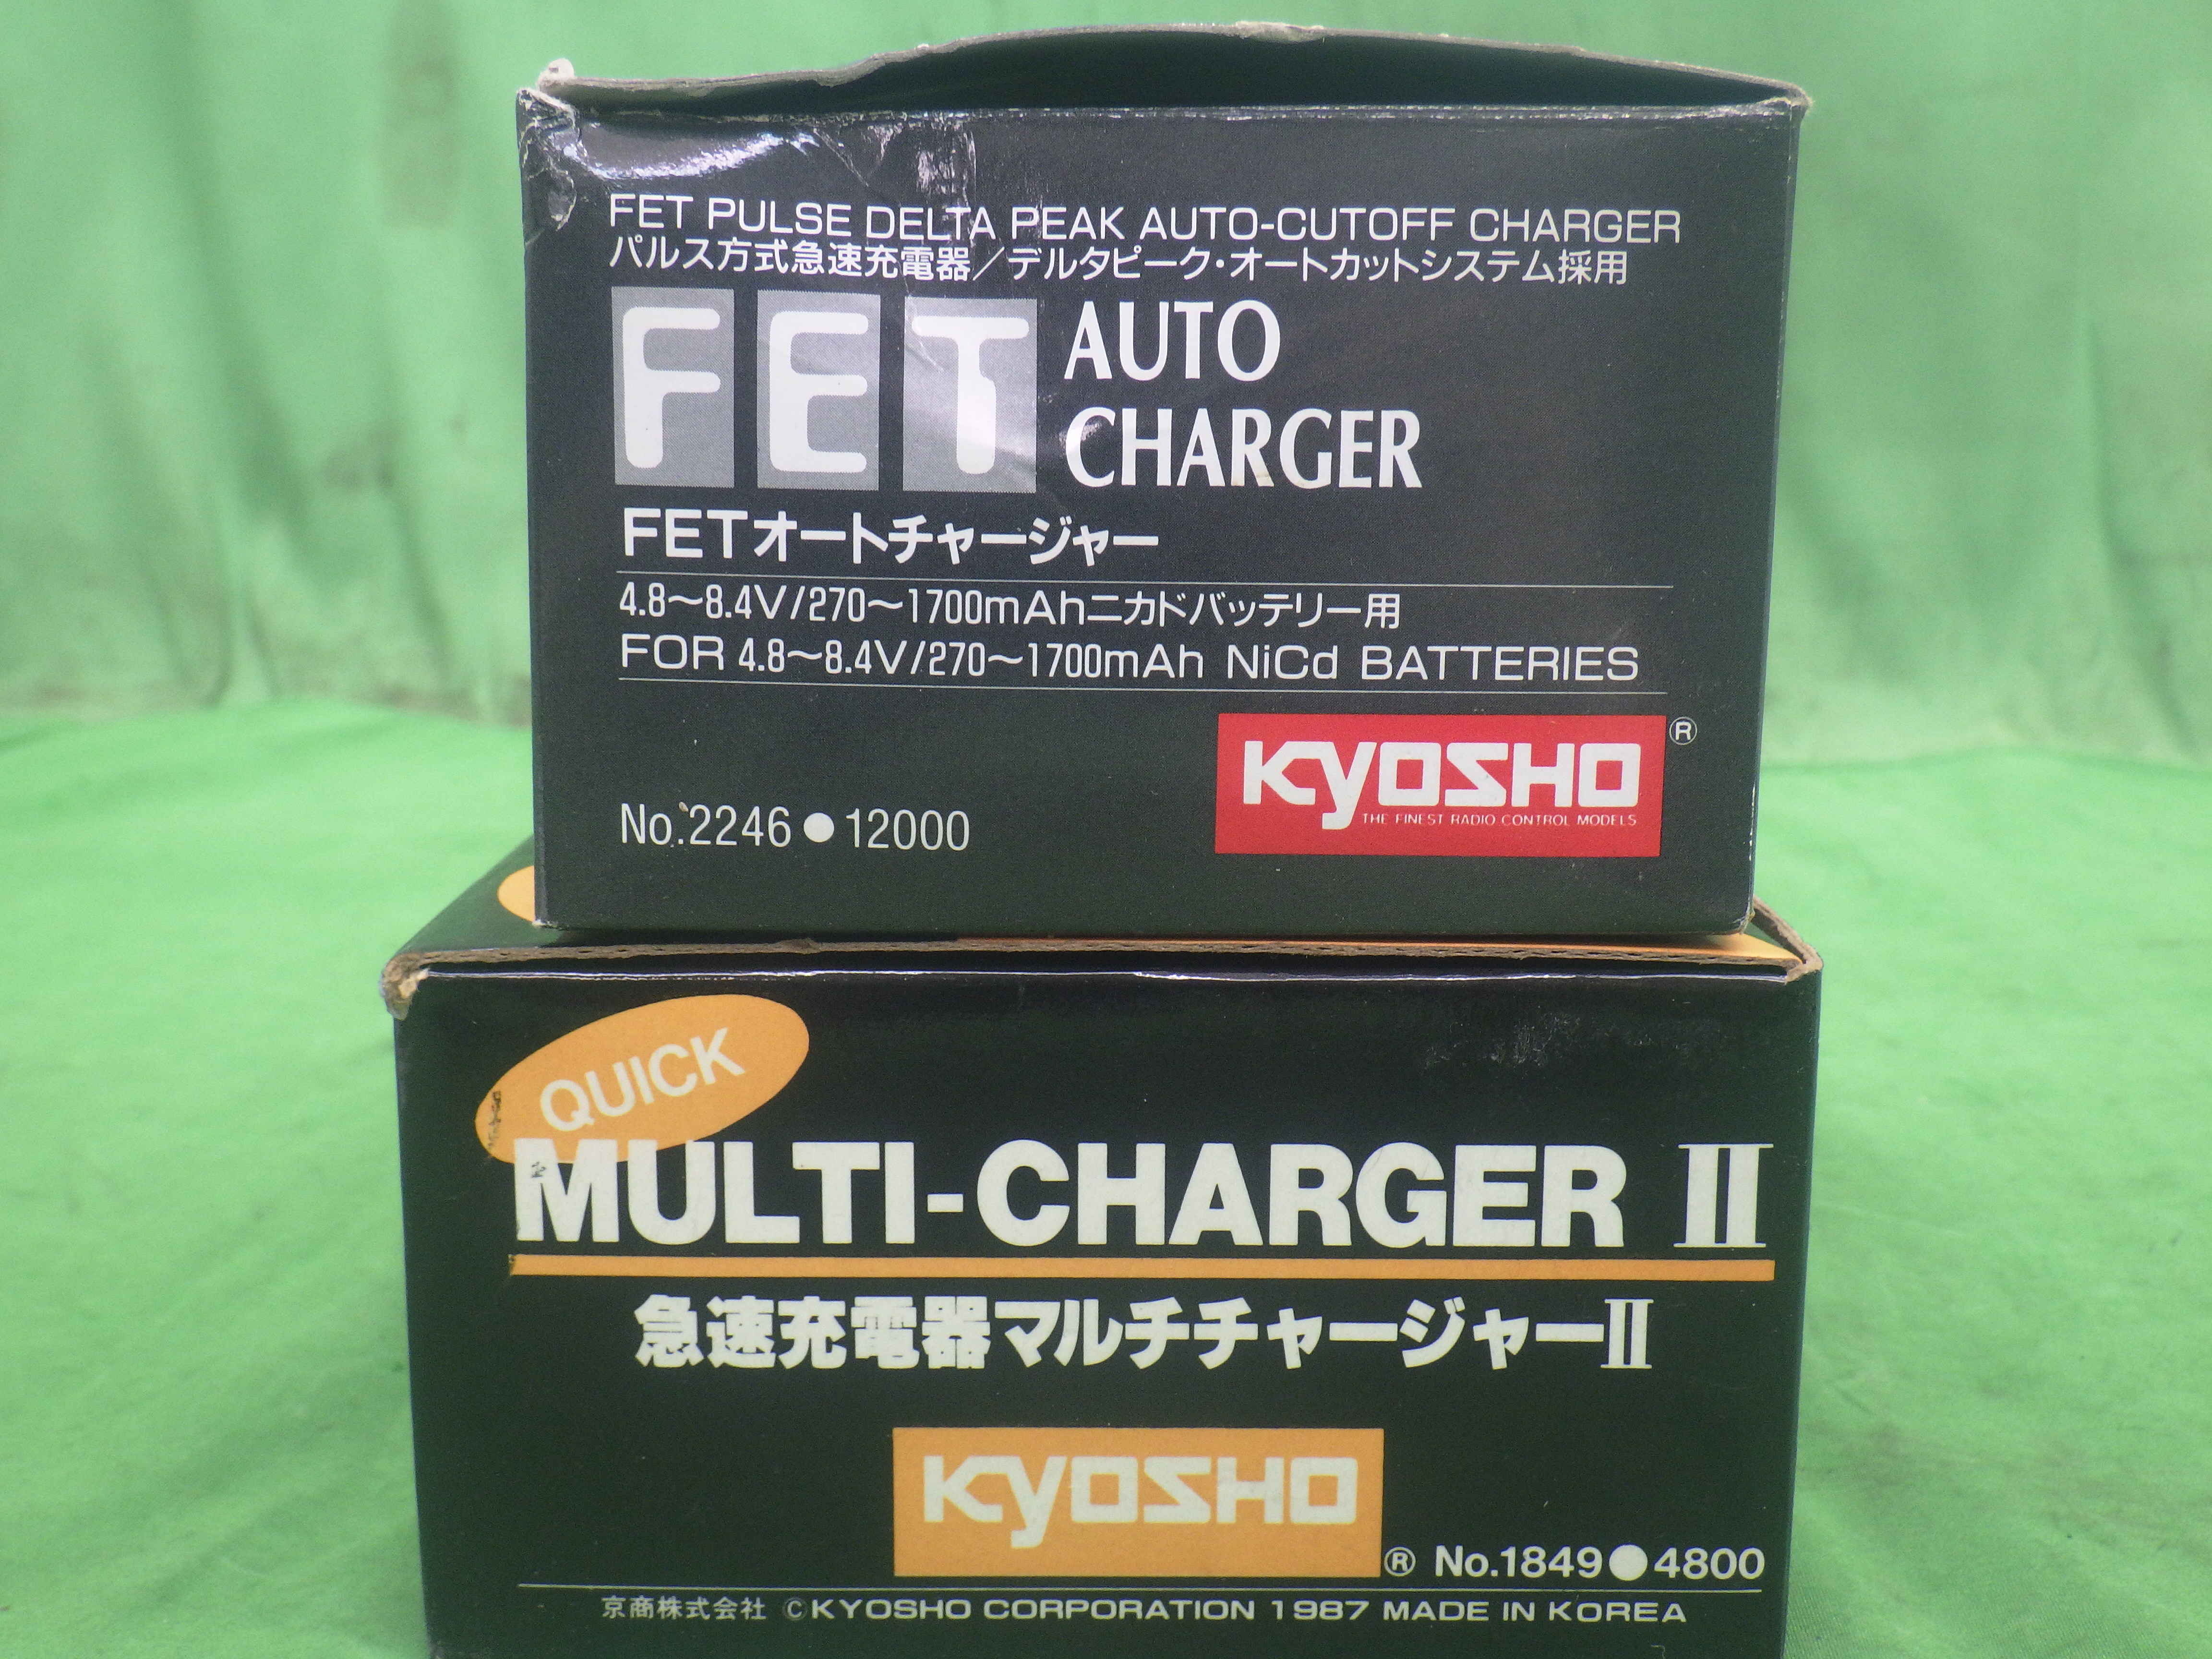 FET PULSE DELTA PEAK AUTO-CUTOFF CHARGER
パルス方式急速充電器／デルタピーク・オートカットシステム採用
FET AUTO
CHARGER
FETオートチャージャー
4.8〜8.4V/270〜1700mAhニカドバッテリー用
FOR 4.8〜8.4V/270〜1700mAh NiCd BATTERIES
KYOSHO ®
THE FINEST RADIO CONTROL MODELS
No.2246●12000
QUICK
MULTI-CHARGER II
急速充電器マルチチャージャーII
KYOSHO
® No.1849●4800
京商株式会社 ©KYOSHO CORPORATION 1987 MADE IN KOREA